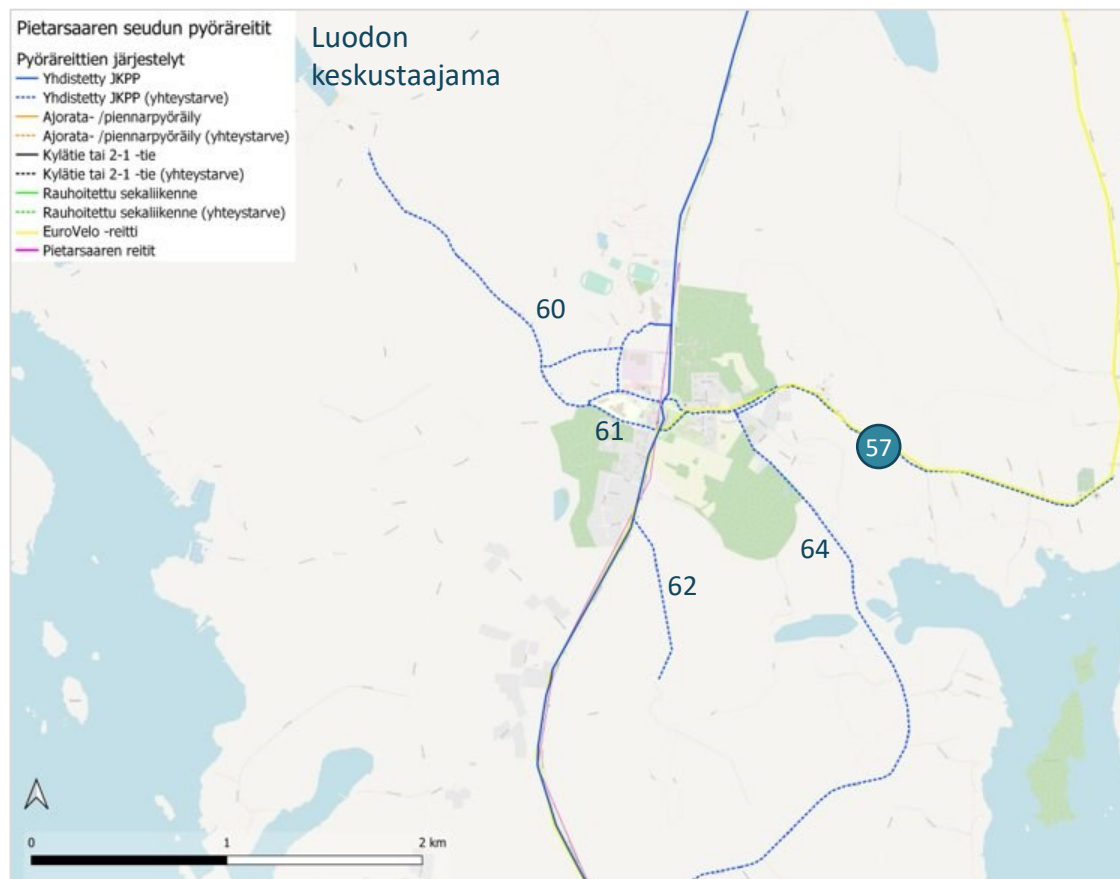 Pietarsaaren seudun pyöräreitit
Pyöräreittien järjestelyt
Yhdistetty JKPP
Yhdistetty JKPP (yhteystarve)
Ajorata- /piennarpyöräily
Ajorata- /piennarpyöräily (yhteystarve)
Kylätie tai 2-1 -tie
Kylätie tai 2-1 -tie (yhteystarve)
Rauhoitettu sekaliikenne
Rauhoitettu sekaliikenne (yhteystarve)
EuroVelo -reitti
Pietarsaaren reitit
Luodon
keskustaajama
60
61
57
64
62
0 1 2 km